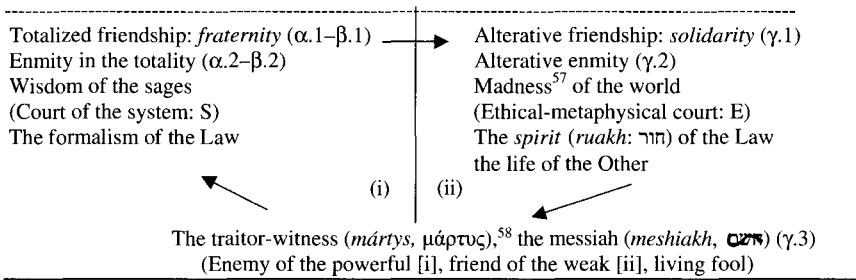 Totalized friendship: fraternity (α.1–β.1)
Enmity in the totality (α.2–β.2)
Wisdom of the sages
(Court of the system: S)
The formalism of the Law
(i)
Alterative friendship: solidarity (γ.1)
Alterative enmity (γ.2)
Madness57 of the world
(Ethical-metaphysical court: E)
The spirit (ruakh: חור) of the Law
the life of the Other
(ii)
The traitor-witness (mártys, μάρτυς),58 the messiah (meshiakh, ) (γ.3)
(Enemy of the powerful [i], friend of the weak [ii], living fool)